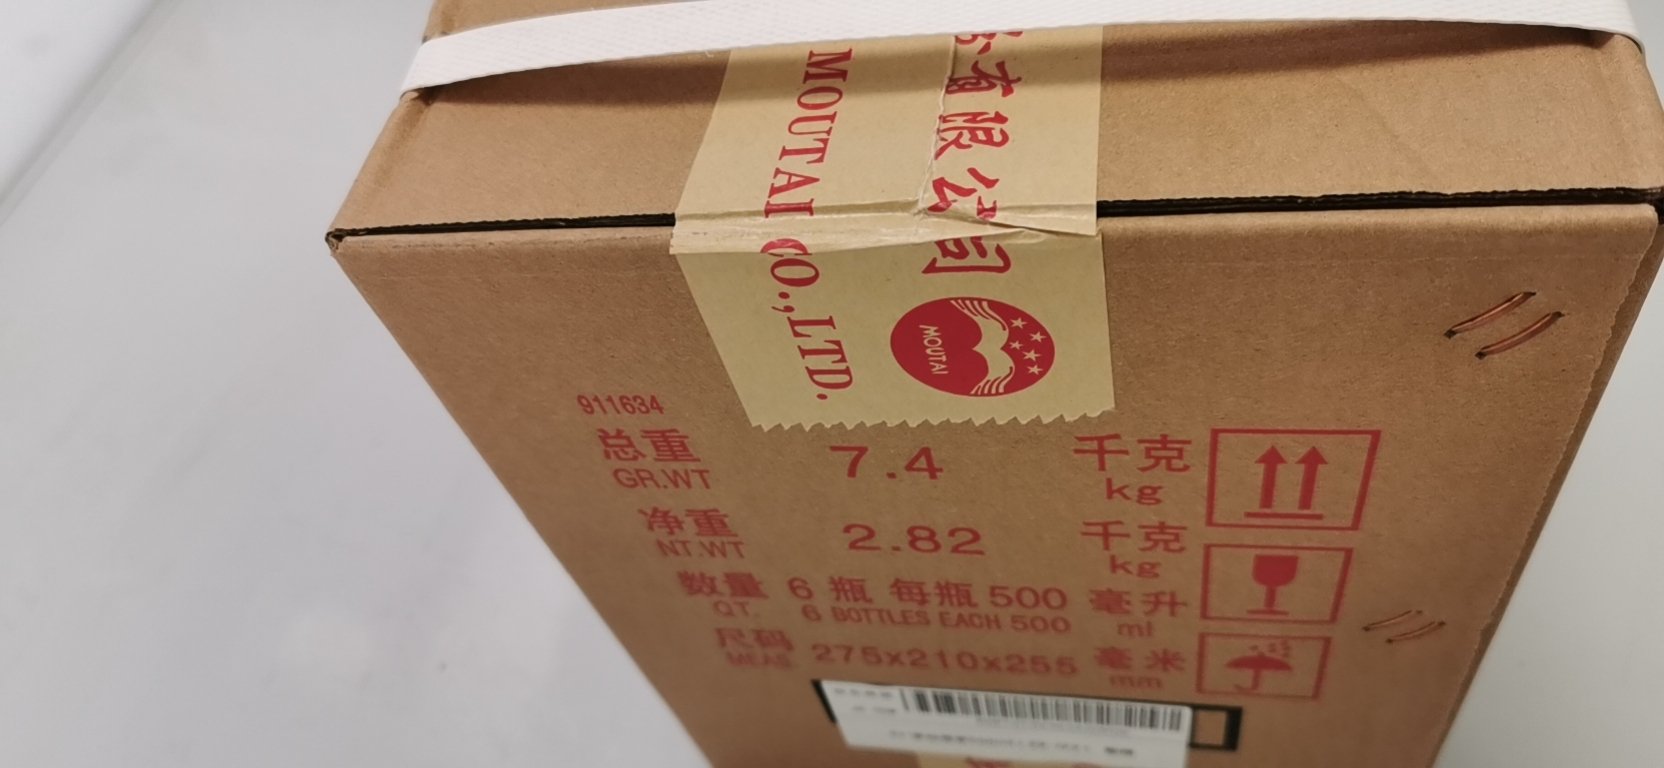 有限公司
MOUTAI CO.,LTD.
MOUTAI
911634
总重 7.4 千克
GR.WT kg
净重 2.82 千克
NT.WT kg
数量 6 瓶 每瓶 500 毫升
QT. 6 BOTTLES EACH 500 ml
尺码 275x210x255 毫米
MEAS. mm